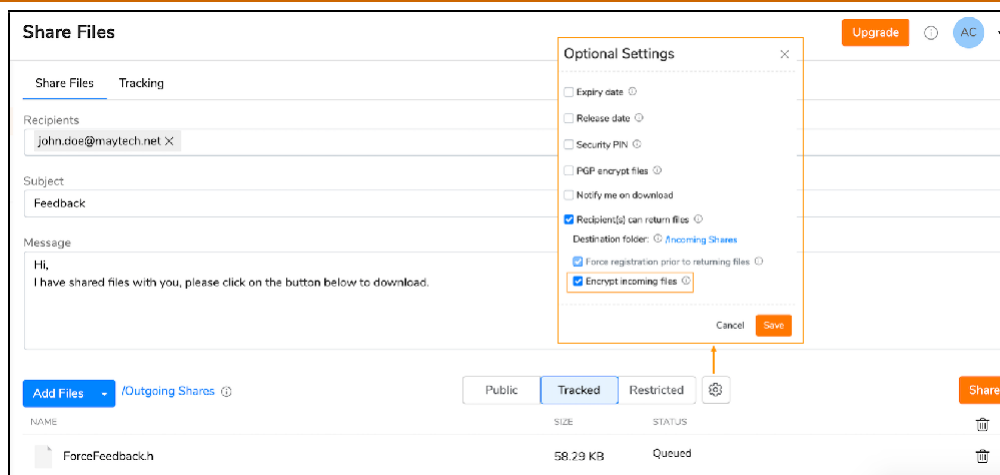 Share Files
Upgrade
AC
Share Files
Tracking
Recipients
john.doe@maytech.net
Subject
Feedback
Message
Hi,
I have shared files with you, please click on the button below to download.
Optional Settings
Expiry date
Release date
Security PIN
PGP encrypt files
Notify me on download
Recipient(s) can return files
Destination folder: /Incoming Shares
Force registration prior to returning files
Encrypt incoming files
Cancel
Save
Add Files
/Outgoing Shares
Public
Tracked
Restricted
Share
NAME
SIZE
STATUS
ForceFeedback.h
58.29 KB
Queued